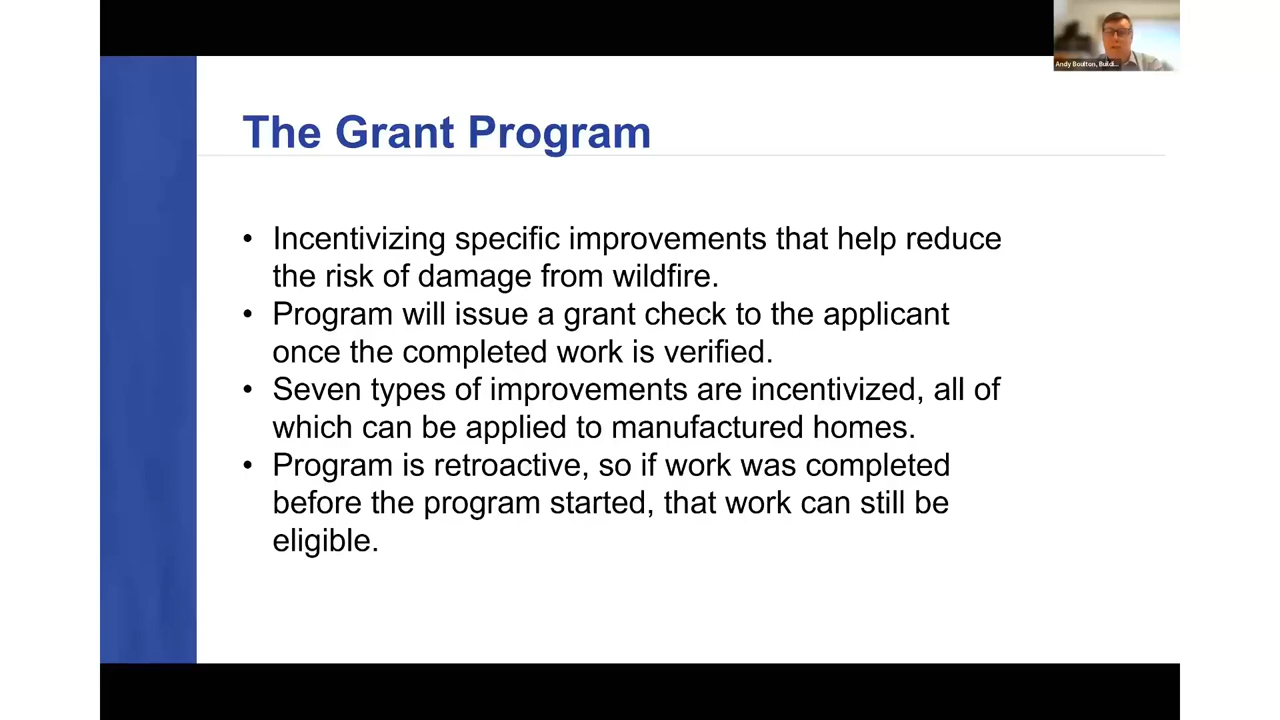 Andy Boulton, Buildi...
The Grant Program
• Incentivizing specific improvements that help reduce
the risk of damage from wildfire.
• Program will issue a grant check to the applicant
once the completed work is verified.
• Seven types of improvements are incentivized, all of
which can be applied to manufactured homes.
• Program is retroactive, so if work was completed
before the program started, that work can still be
eligible.